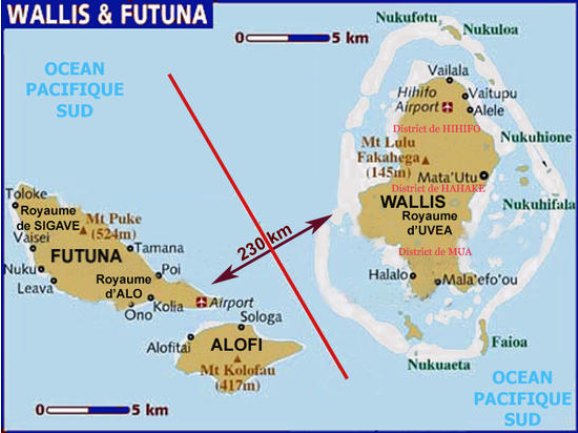 WALLIS & FUTUNA
0 5 km
OCEAN
PACIFIQUE
SUD
Nukufotu
Nukuloa
Vailala
Hihifo
Airport
Vaitupu
Alele
District de HIHIFO
Nukuhione
Mt Lulu
Fakahega
(145m)
Mata'Utu
District de HAHAKE
WALLIS
Nukuhifala
Royaume
d'UVEA
District de MUA
Halalo
Mala'efo'ou
Faioa
Nukuaeta
230 km
Toloke
Royaume
de SIGAVE
Vaisei
Mt Puke
(524m)
FUTUNA
Tamana
Nuku
Leava
Poi
Royaume
d'ALO
Ono
Kolia
Airport
Sologa
Alofitai
ALOFI
Mt Kolofau
(417m)
0 5 km
OCEAN
PACIFIQUE
SUD